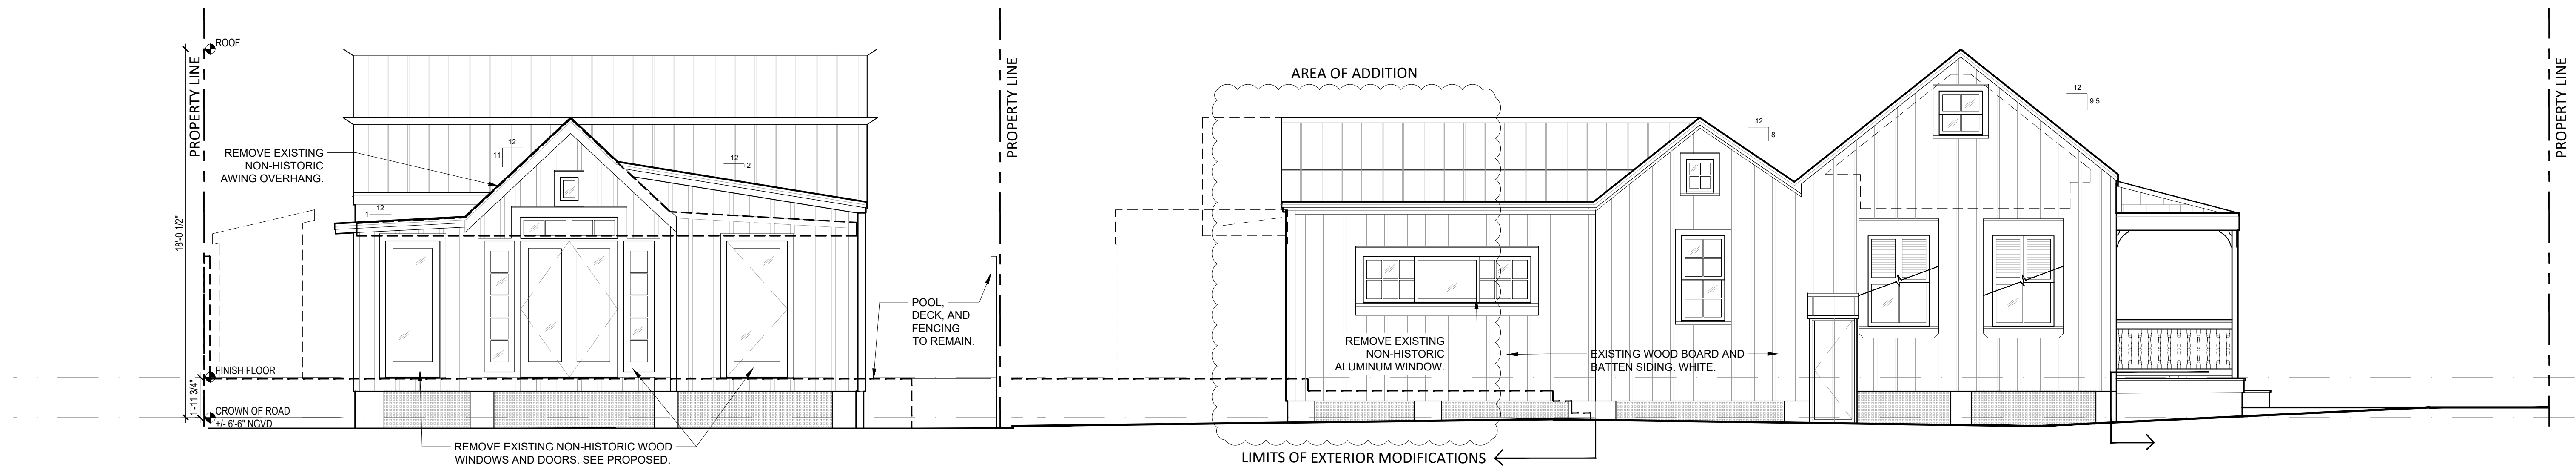 ROOF
PROPERTY LINE
REMOVE EXISTING
NON-HISTORIC
AWING OVERHANG.
12
11
12
2
12
1
18'-0 1/2"
FINISH FLOOR
1'-11 3/4"
CROWN OF ROAD
+/- 6'-6" NGVD
REMOVE EXISTING NON-HISTORIC WOOD
WINDOWS AND DOORS. SEE PROPOSED.
POOL,
DECK, AND
FENCING
TO REMAIN.
PROPERTY LINE
AREA OF ADDITION
12
8
12
9.5
REMOVE EXISTING
NON-HISTORIC
ALUMINUM WINDOW.
EXISTING WOOD BOARD AND
BATTEN SIDING. WHITE.
LIMITS OF EXTERIOR MODIFICATIONS
PROPERTY LINE